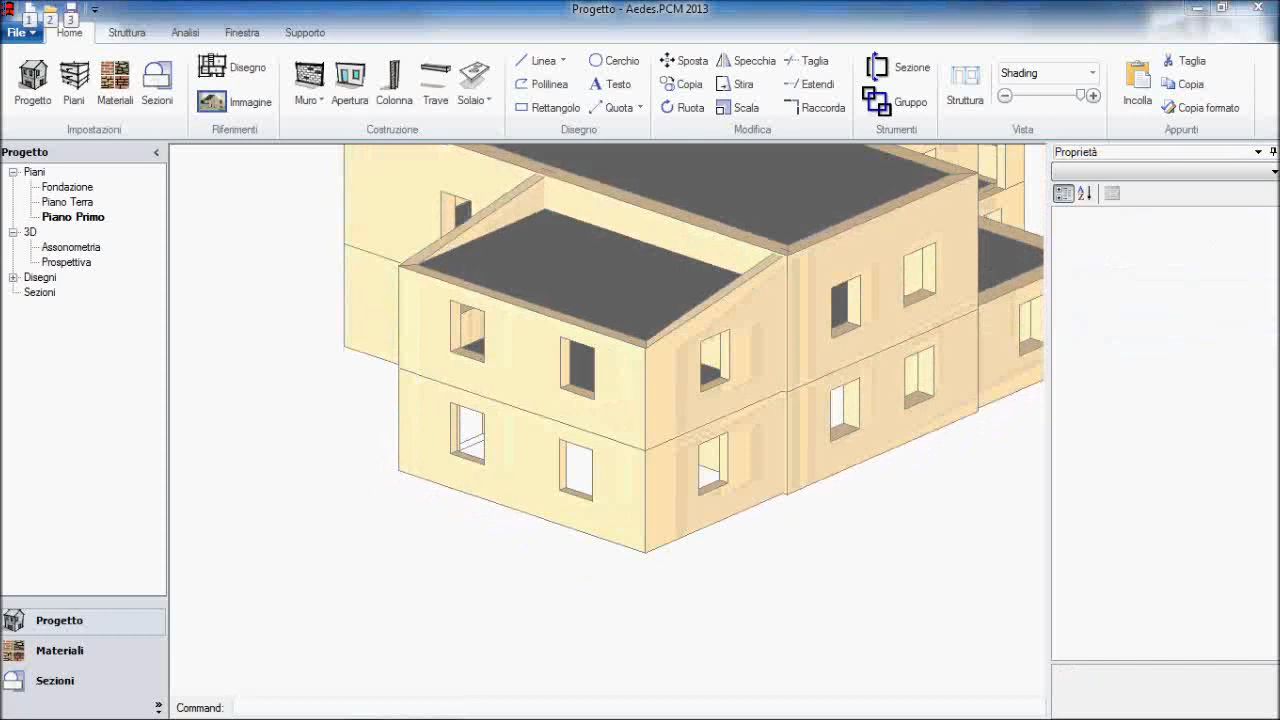 Progetto - Aedes.PCM 2013
1 2 3
File Home Struttura Analisi Finestra Supporto
Progetto Piani Materiali Sezioni
Impostazioni
Disegno
Immagine
Riferimenti
Muro Apertura Colonna Trave Solaio
Costruzione
Linea Cerchio
Polilinea Testo
Rettangolo Quota
Disegno
Sposta Specchia Taglia
Copia Stira Estendi
Ruota Scala Raccorda
Modifica
Sezione
Gruppo
Strumenti
Struttura
Shading
Vista
Incolla
Taglia
Copia
Copia formato
Appunti
Progetto
Piani
Fondazione
Piano Terra
Piano Primo
3D
Assonometria
Prospettiva
Disegni
Sezioni
Progetto
Materiali
Sezioni
Command:
Proprietà